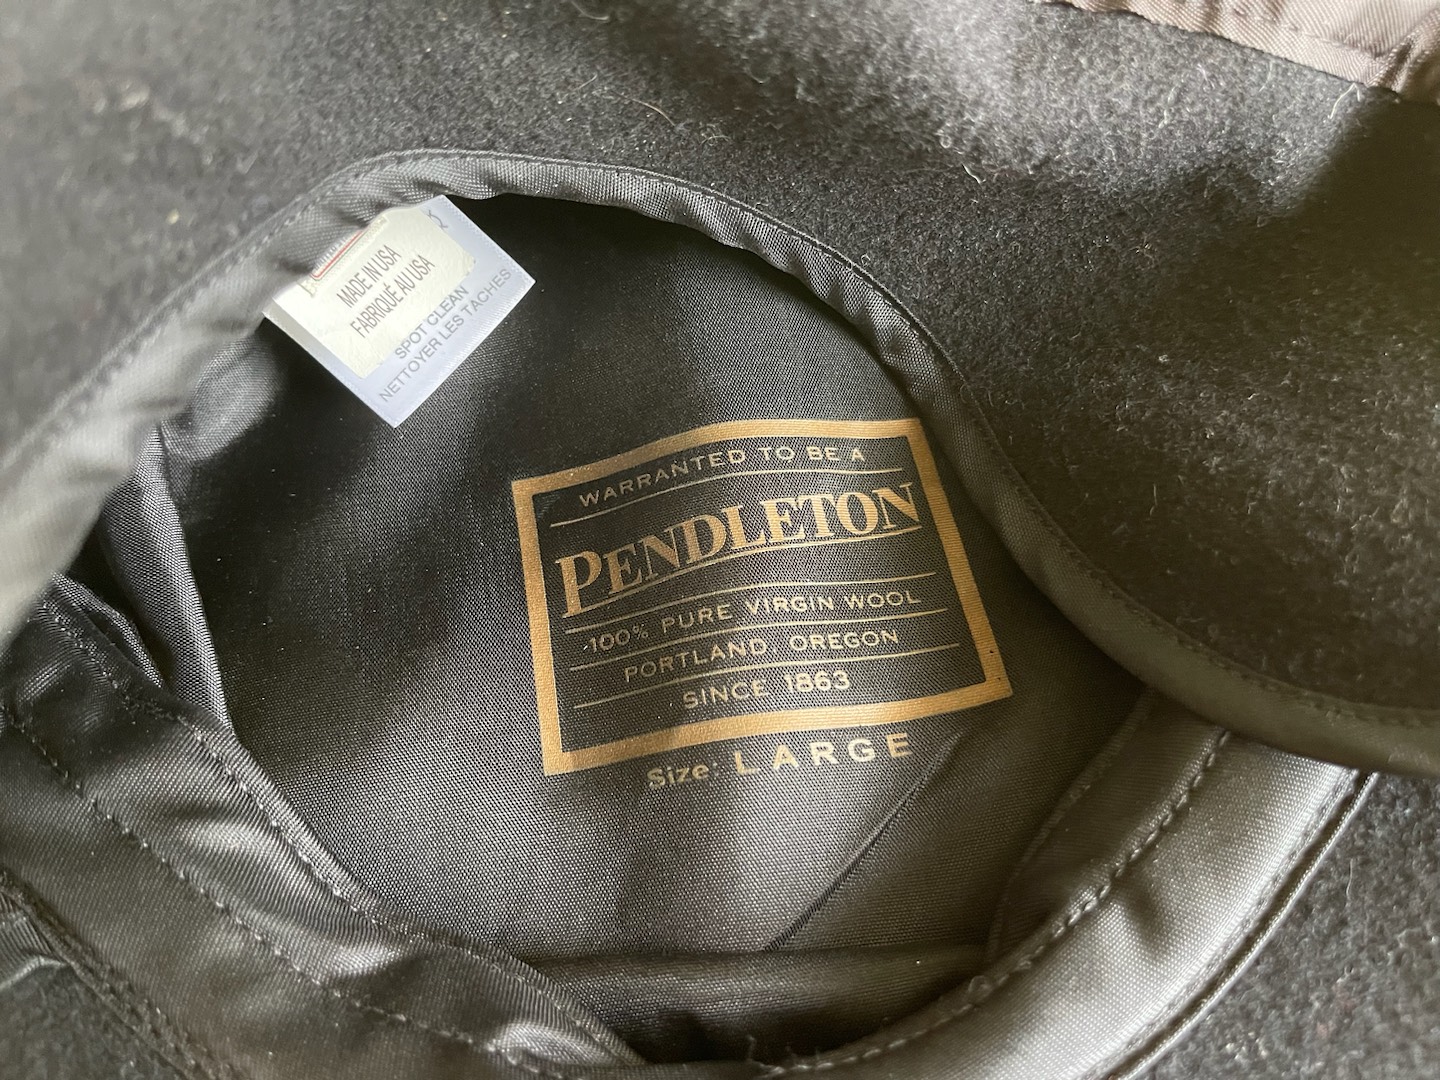 MADE IN USA
FABRIQUÉ AU USA
SPOT CLEAN
NETTOYER LES TACHES
WARRANTED TO BE A
PENDLETON
100% PURE VIRGIN WOOL
PORTLAND, OREGON
SINCE 1863
Size: LARGE